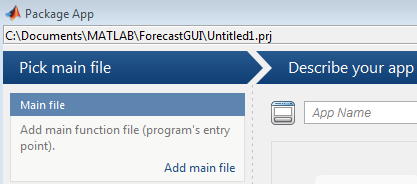 Package App
C:\Documents\MATLAB\ForecastGUI\Untitled1.prj
Pick main file
Describe your app
Main file
Add main function file (program's entry
point).
Add main file
App Name